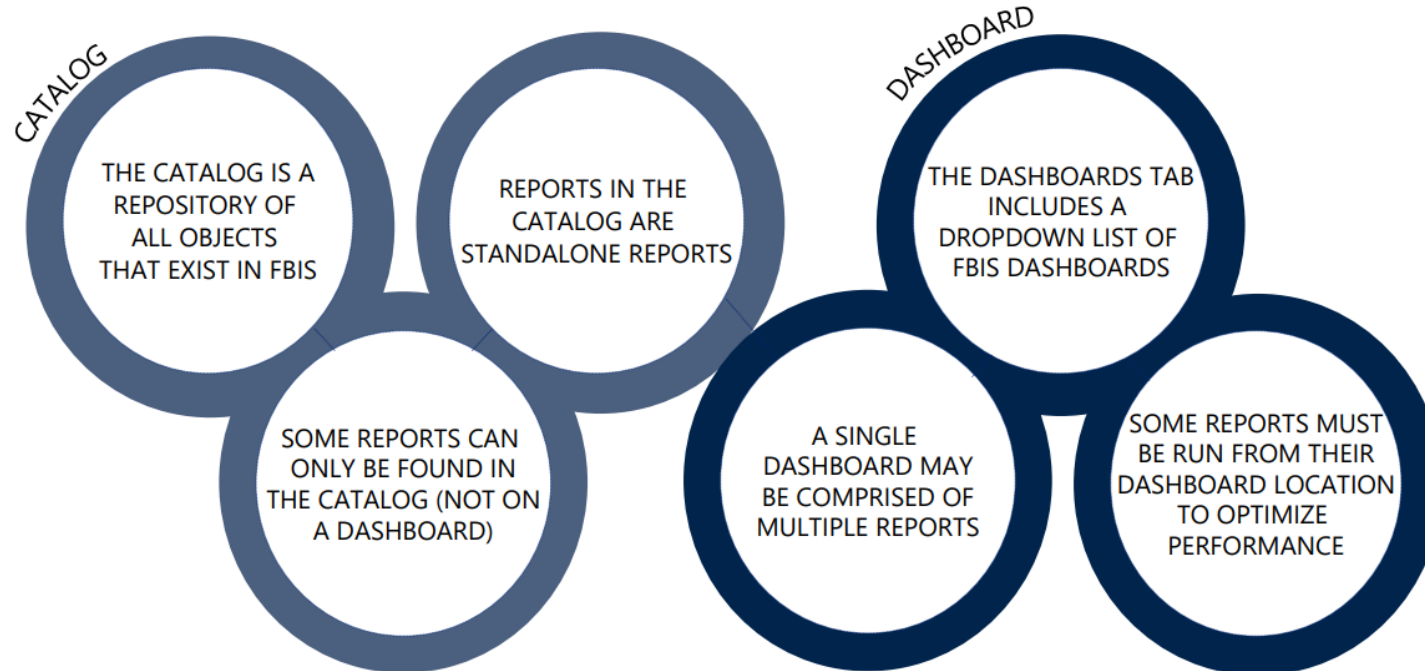 CATALOG
THE CATALOG IS A
REPOSITORY OF
ALL OBJECTS
THAT EXIST IN FBIS
SOME REPORTS CAN
ONLY BE FOUND IN
THE CATALOG (NOT ON
A DASHBOARD)
REPORTS IN THE
CATALOG ARE
STANDALONE REPORTS
DASHBOARD
A SINGLE
DASHBOARD MAY
BE COMPRISED OF
MULTIPLE REPORTS
THE DASHBOARDS TAB
INCLUDES A
DROPDOWN LIST OF
FBIS DASHBOARDS
SOME REPORTS MUST
BE RUN FROM THEIR
DASHBOARD LOCATION
TO OPTIMIZE
PERFORMANCE